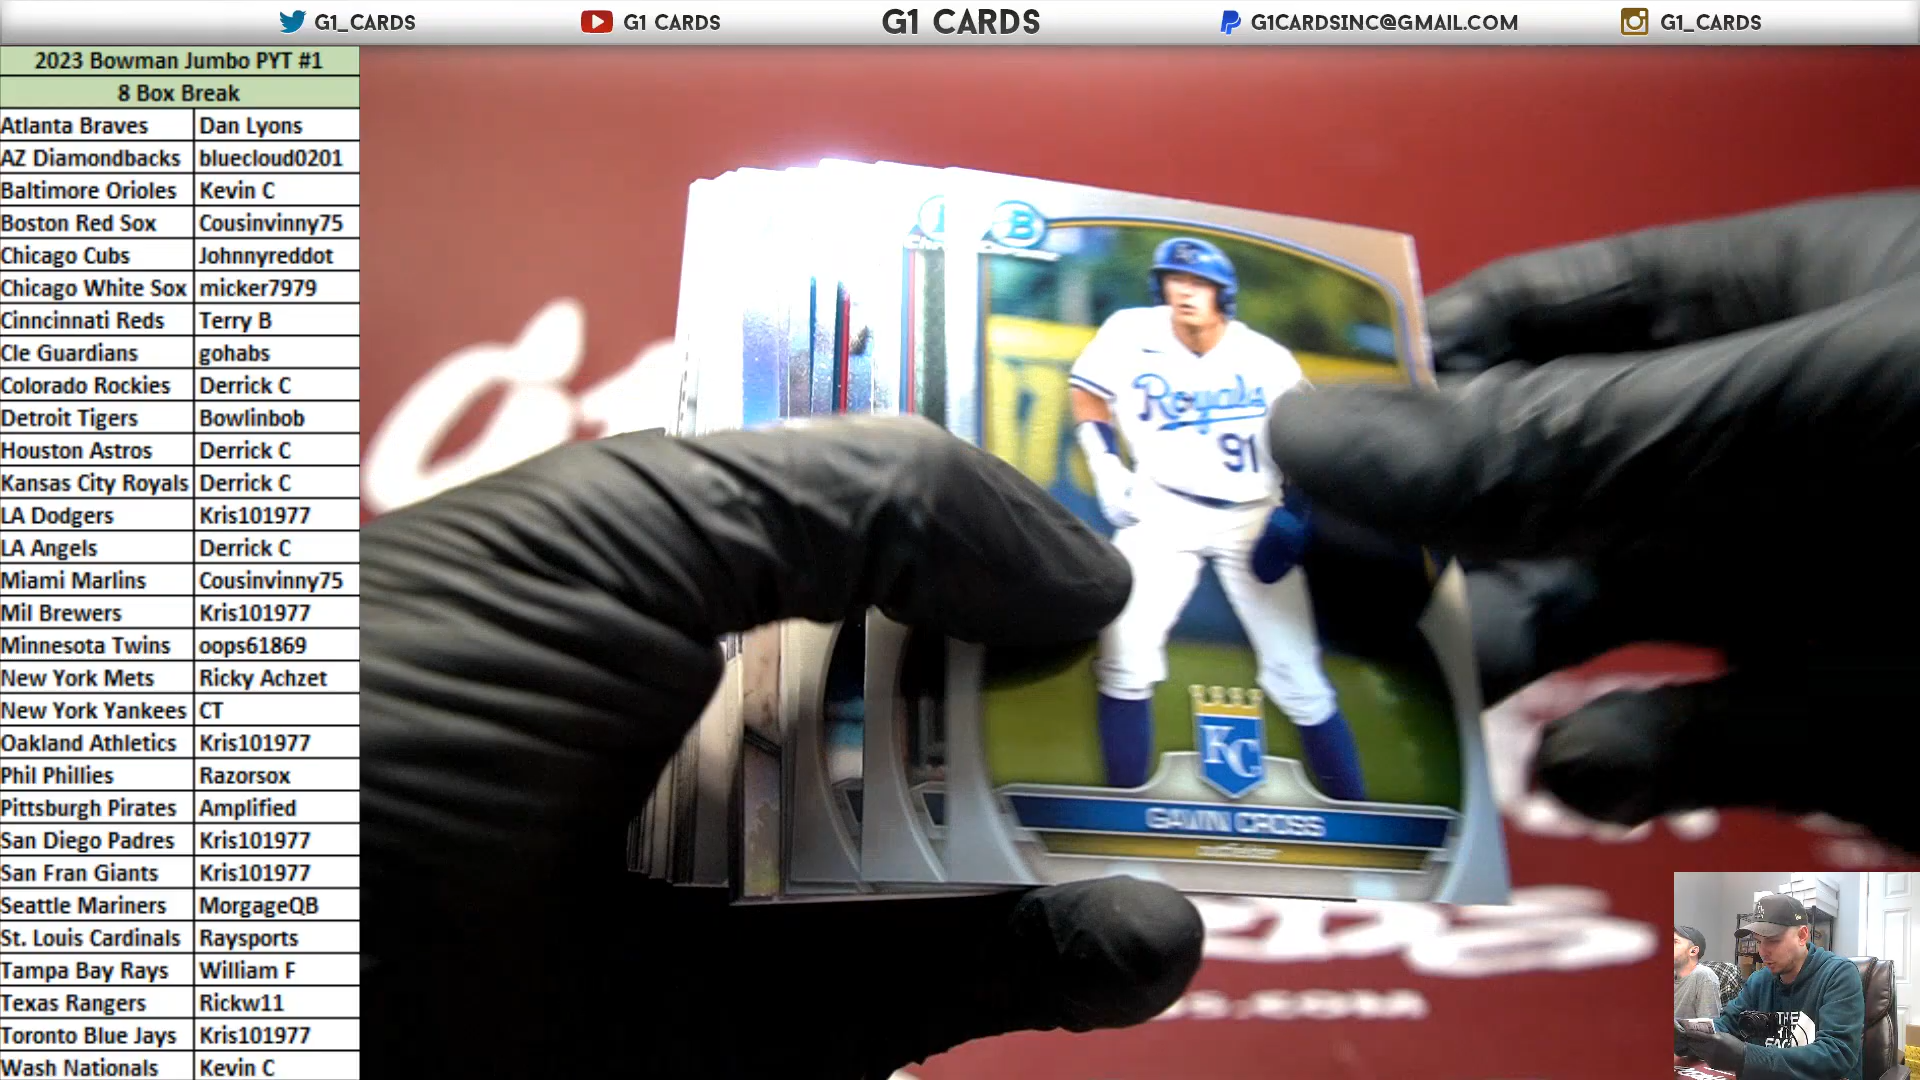 G1_CARDS
G1 CARDS
G1 CARDS
G1CARDSINC@GMAIL.COM
G1_CARDS
2023 Bowman Jumbo PYT #1
8 Box Break
Atlanta Braves Dan Lyons
AZ Diamondbacks bluecloud0201
Baltimore Orioles Kevin C
Boston Red Sox Cousinvinny75
Chicago Cubs Johnnyreddot
Chicago White Sox micker7979
Cinncinnati Reds Terry B
Cle Guardians gohabs
Colorado Rockies Derrick C
Detroit Tigers Bowlinbob
Houston Astros Derrick C
Kansas City Royals Derrick C
LA Dodgers Kris101977
LA Angels Derrick C
Miami Marlins Cousinvinny75
Mil Brewers Kris101977
Minnesota Twins oops61869
New York Mets Ricky Achzet
New York Yankees CT
Oakland Athletics Kris101977
Phil Phillies Razorsox
Pittsburgh Pirates Amplified
San Diego Padres Kris101977
San Fran Giants Kris101977
Seattle Mariners MorgageQB
St. Louis Cardinals Raysports
Tampa Bay Rays William F
Texas Rangers Rickw11
Toronto Blue Jays Kris101977
Wash Nationals Kevin C
B
KC
Royals
91
KC
GAVIN CROSS
outfielder